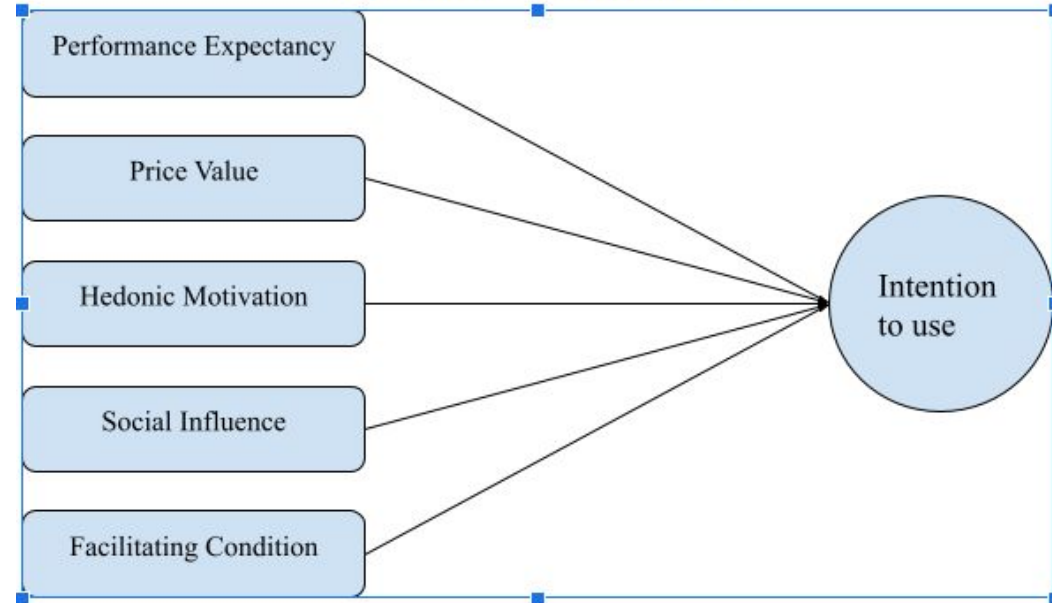 Performance Expectancy
Price Value
Hedonic Motivation
Intention
to use
Social Influence
Facilitating Condition